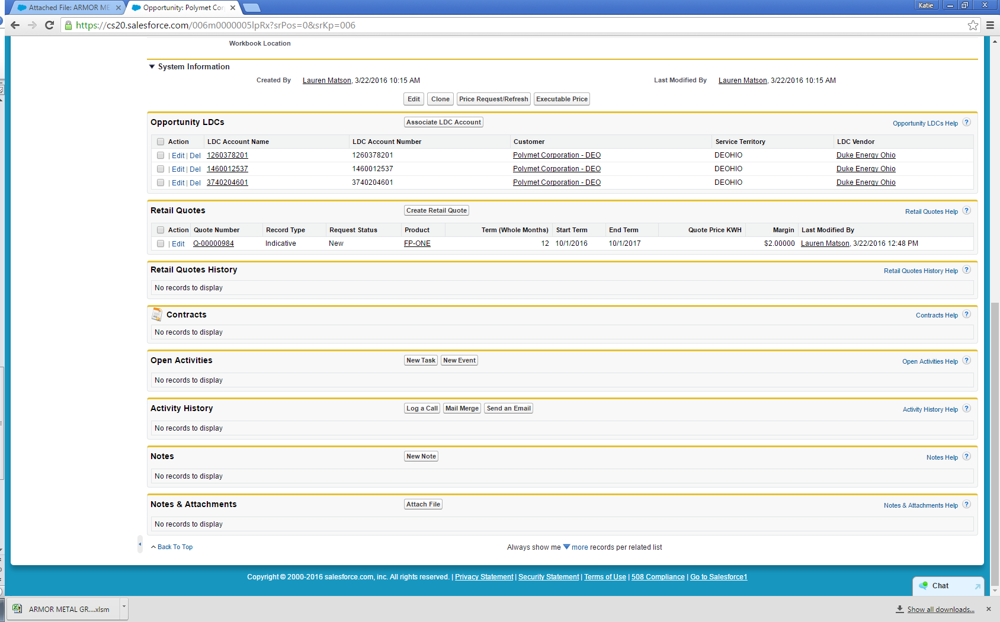 Attached File: ARMOR ME
Opportunity: Polymet Cor
Katie
https://cs20.salesforce.com/006m0000005lpRx?srPos=0&srKp=006
Workbook Location
System Information
Created By Lauren Matson, 3/22/2016 10:15 AM Last Modified By Lauren Matson, 3/22/2016 10:15 AM
Edit Clone Price Request/Refresh Executable Price
Opportunity LDCs Associate LDC Account Opportunity LDCs Help ?
Action LDC Account Name LDC Account Number Customer Service Territory LDC Vendor
| Edit | Del 1260378201 1260378201 Polymet Corporation - DEO DEOHIO Duke Energy Ohio
| Edit | Del 1460012537 1460012537 Polymet Corporation - DEO DEOHIO Duke Energy Ohio
| Edit | Del 3740204601 3740204601 Polymet Corporation - DEO DEOHIO Duke Energy Ohio
Retail Quotes Create Retail Quote Retail Quotes Help ?
Action Quote Number Record Type Request Status Product Term (Whole Months) Start Term End Term Quote Price KWH Margin Last Modified By
| Edit Q-00000984 Indicative New FP-ONE 12 10/1/2016 10/1/2017 $2.00000 Lauren Matson, 3/22/2016 12:48 PM
Retail Quotes History Retail Quotes History Help ?
No records to display
Contracts Contracts Help ?
No records to display
Open Activities New Task New Event Open Activities Help ?
No records to display
Activity History Log a Call Mail Merge Send an Email Activity History Help ?
No records to display
Notes New Note Notes Help ?
No records to display
Notes & Attachments Attach File Notes & Attachments Help ?
No records to display
Back To Top Always show me more records per related list
Copyright © 2000-2016 salesforce.com, inc. All rights reserved. | Privacy Statement | Security Statement | Terms of Use | 508 Compliance | Go to Salesforce1
Chat
ARMOR METAL GR....xlsm Show all downloads...